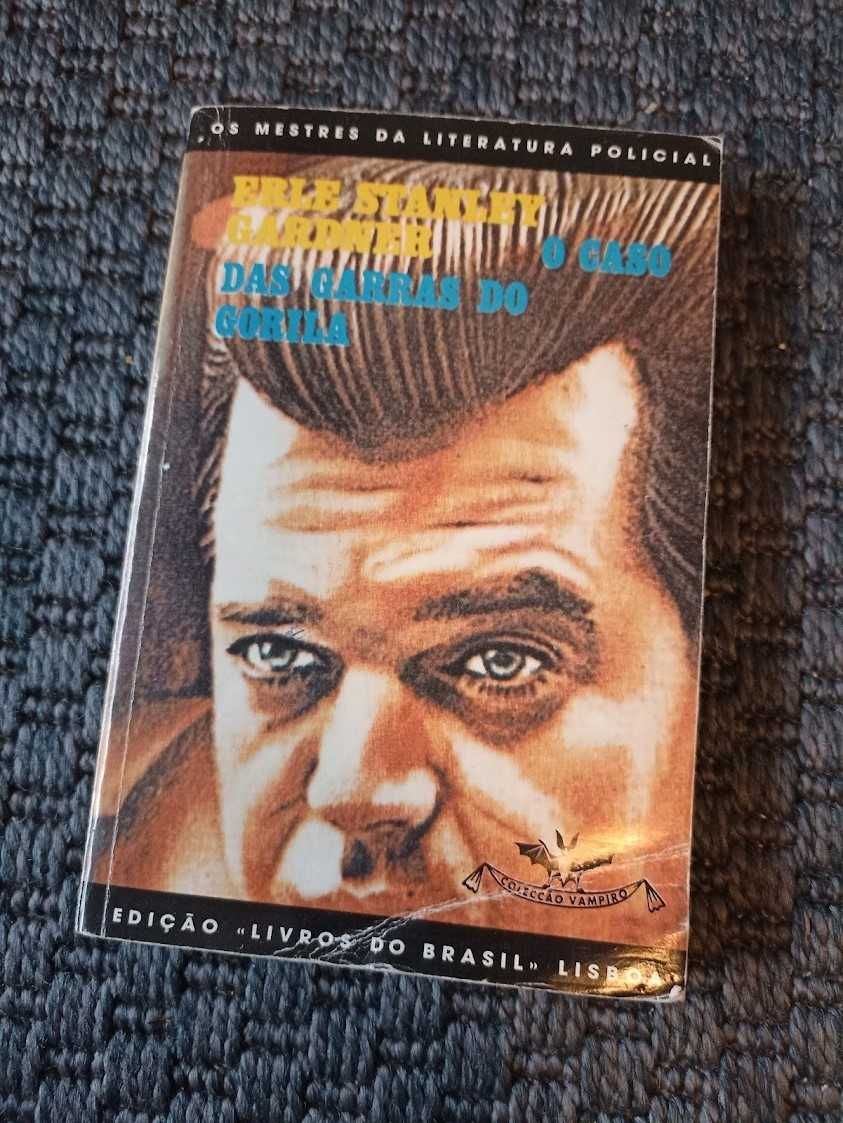 OS MESTRES DA LITERATURA POLICIAL
ERLE STANLEY
GARDNER
O CASO
DAS GARRAS DO
GORILA
COLECÇÃO VAMPIRO
EDIÇÃO «LIVROS DO BRASIL» LISBOA